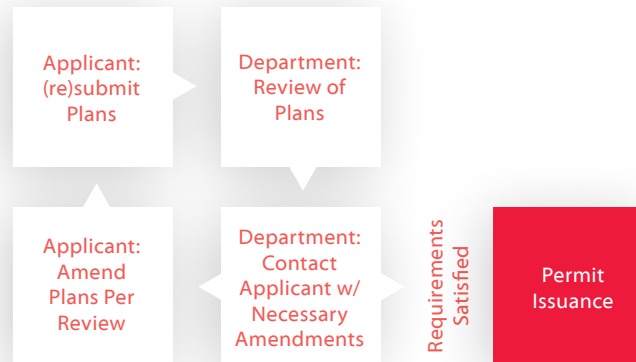 Applicant:
(re)submit
Plans
Department:
Review of
Plans
Applicant:
Amend
Plans Per
Review
Department:
Contact
Applicant w/
Necessary
Amendments
Requirements
Satisfied
Permit
Issuance